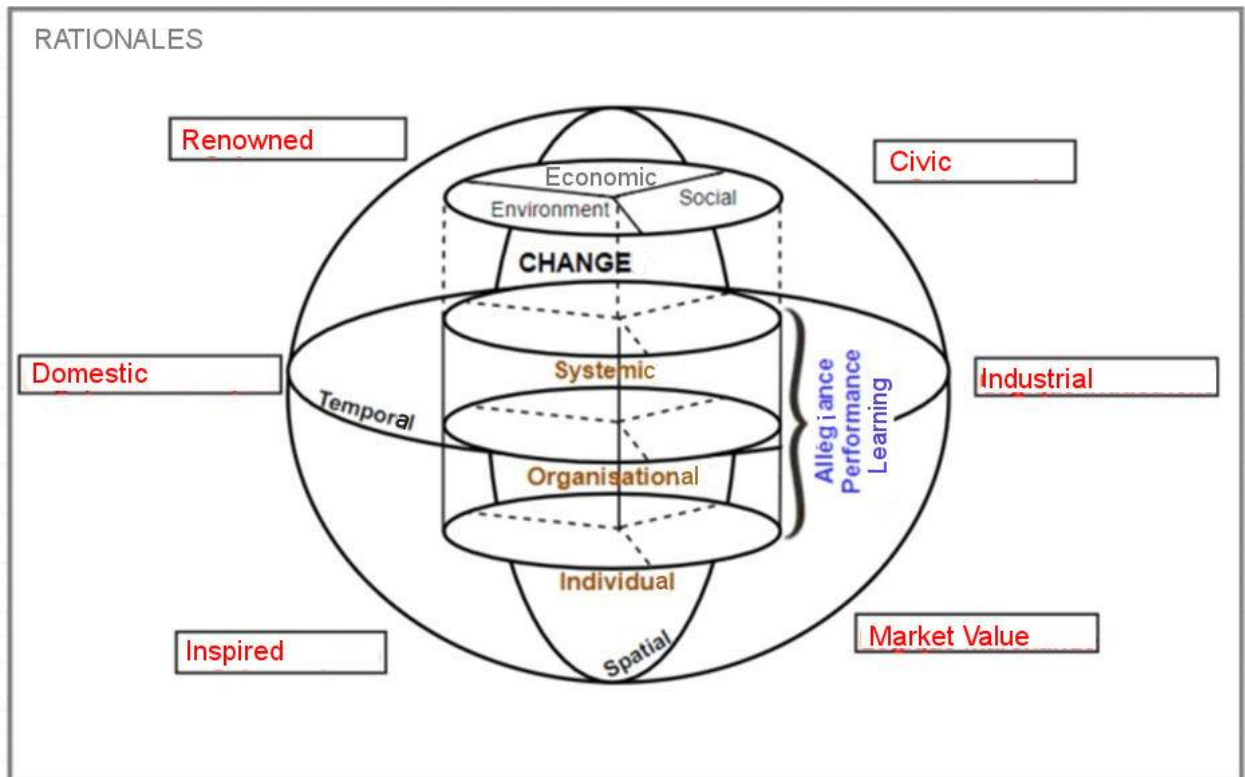 RATIONALES
Renowned
Civic
Economic
Environment
Social
CHANGE
Domestic
Industrial
Systemic
Temporal
Organisational
Allegiance
Performance
Learning
Individual
Inspired
Market Value
Spatial